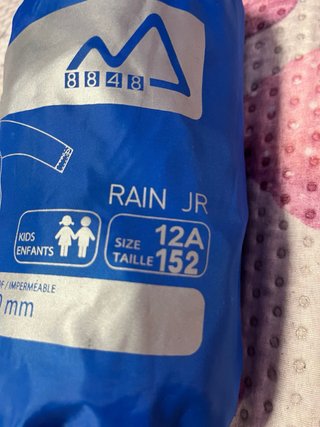 8848
RAIN JR
KIDS
ENFANTS
SIZE 12A
TAILLE 152
/IMPERMEABLE
mm